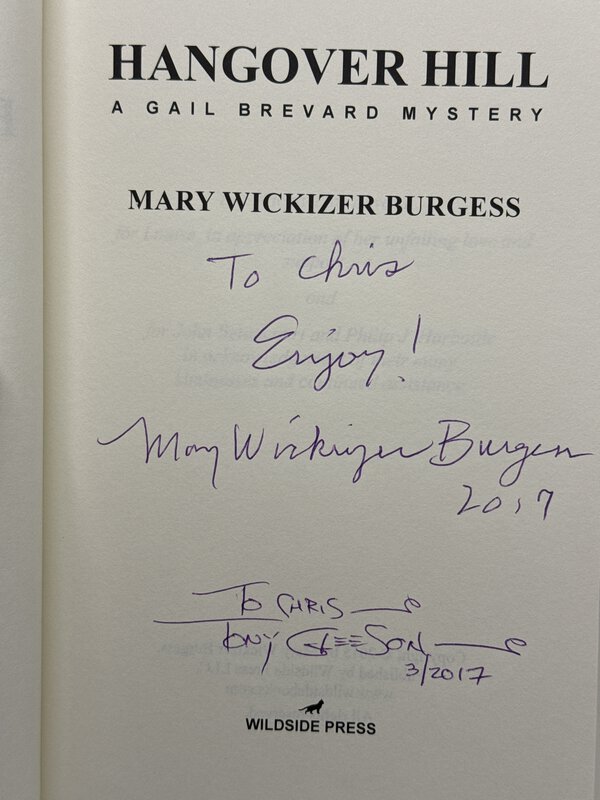 HANGOVER HILL
A GAIL BREVARD MYSTERY
MARY WICKIZER BURGESS
To Chris
Enjoy!
Mary Wickizer Burgess
2017
TO CHRIS
TONY GLEESON
3/2017
WILDSIDE PRESS